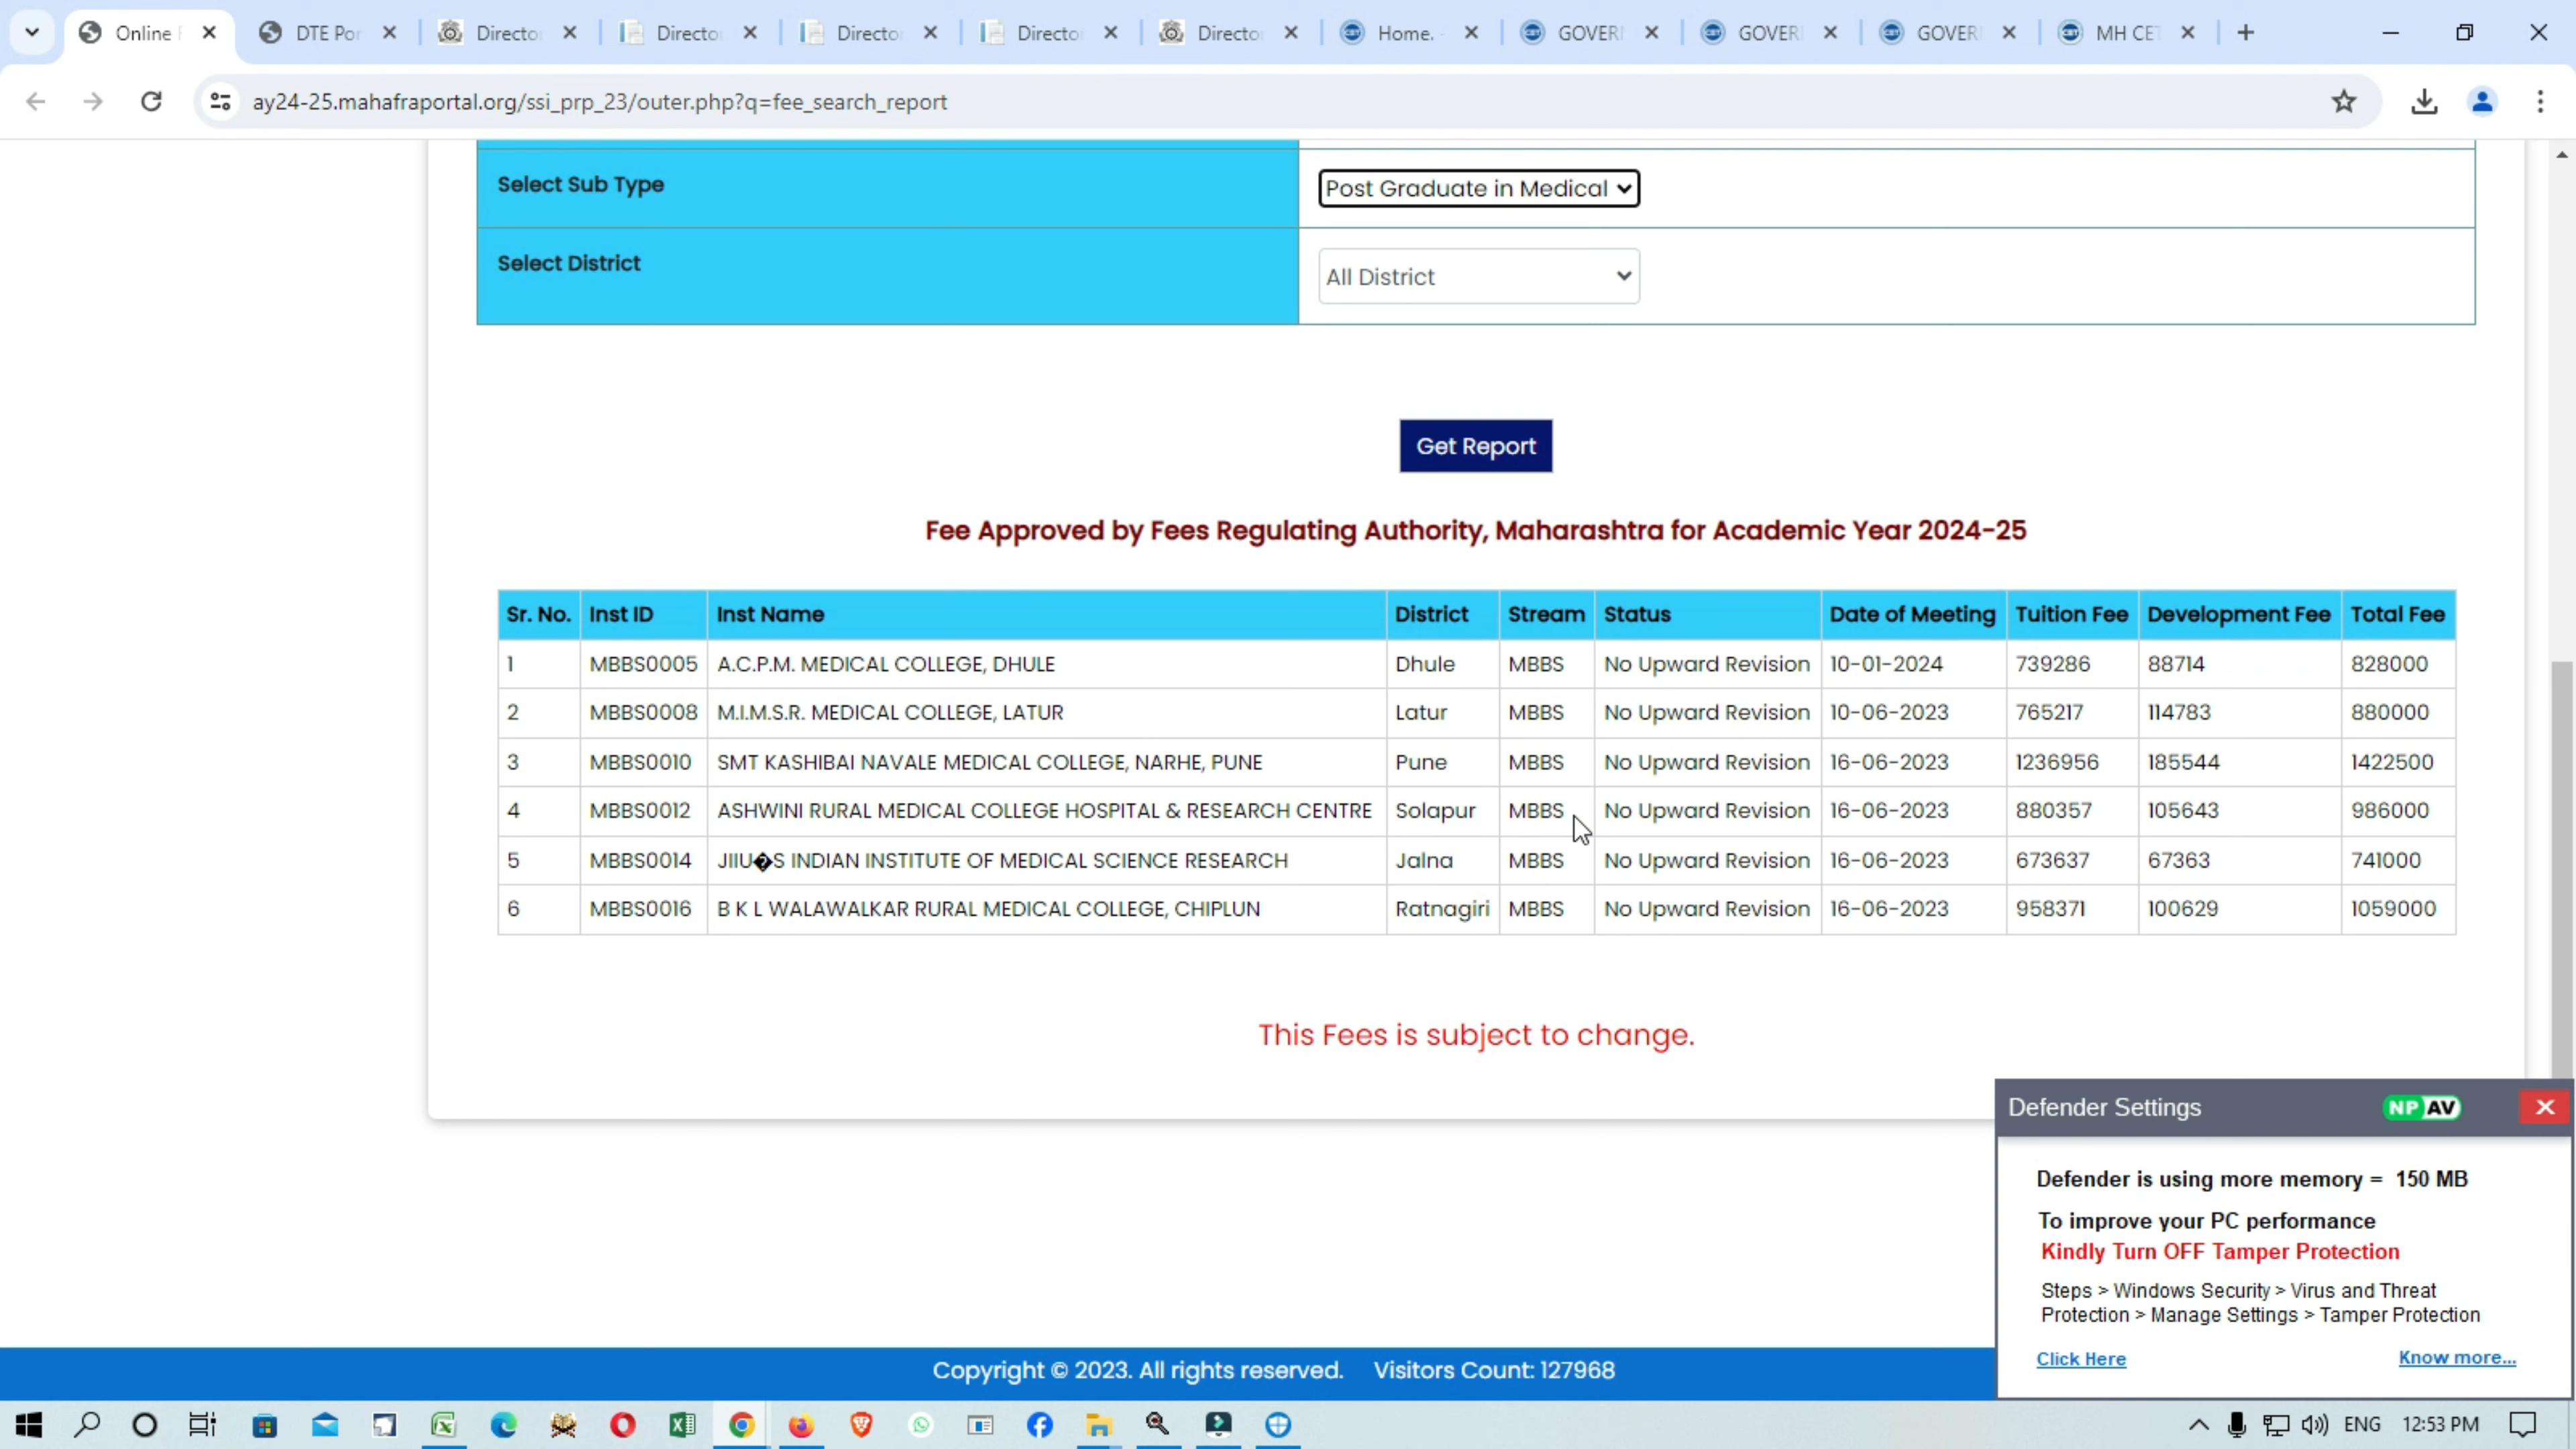 Online
DTE Por
Directo
Directo
Directo
Directo
Directo
Home. -
GOVER
GOVER
GOVER
MH CET
ay24-25.mahafraportal.org/ssi_prp_23/outer.php?q=fee_search_report
Select Sub Type Post Graduate in Medical
Select District All District
Get Report
Fee Approved by Fees Regulating Authority, Maharashtra for Academic Year 2024-25
Sr. No. Inst ID Inst Name District Stream Status Date of Meeting Tuition Fee Development Fee Total Fee
1 MBBS0005 A.C.P.M. MEDICAL COLLEGE, DHULE Dhule MBBS No Upward Revision 10-01-2024 739286 88714 828000
2 MBBS0008 M.I.M.S.R. MEDICAL COLLEGE, LATUR Latur MBBS No Upward Revision 10-06-2023 765217 114783 880000
3 MBBS0010 SMT KASHIBAI NAVALE MEDICAL COLLEGE, NARHE, PUNE Pune MBBS No Upward Revision 16-06-2023 1236956 185544 1422500
4 MBBS0012 ASHWINI RURAL MEDICAL COLLEGE HOSPITAL & RESEARCH CENTRE Solapur MBBS No Upward Revision 16-06-2023 880357 105643 986000
5 MBBS0014 JIIU�S INDIAN INSTITUTE OF MEDICAL SCIENCE RESEARCH Jalna MBBS No Upward Revision 16-06-2023 673637 67363 741000
6 MBBS0016 B K L WALAWALKAR RURAL MEDICAL COLLEGE, CHIPLUN Ratnagiri MBBS No Upward Revision 16-06-2023 958371 100629 1059000
This Fees is subject to change.
Defender Settings NP AV
Defender is using more memory = 150 MB
To improve your PC performance
Kindly Turn OFF Tamper Protection
Steps > Windows Security > Virus and Threat
Protection > Manage Settings > Tamper Protection
Click Here Know more...
Copyright © 2023. All rights reserved. Visitors Count: 127968
ENG 12:53 PM